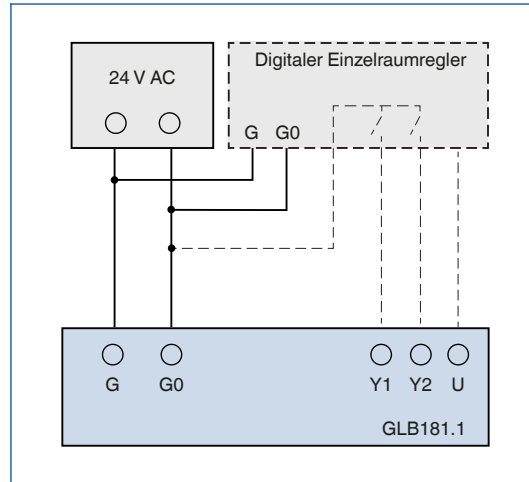 24 V AC
Digitaler Einzelraumregler
G G0
G G0 Y1 Y2 U
GLB181.1